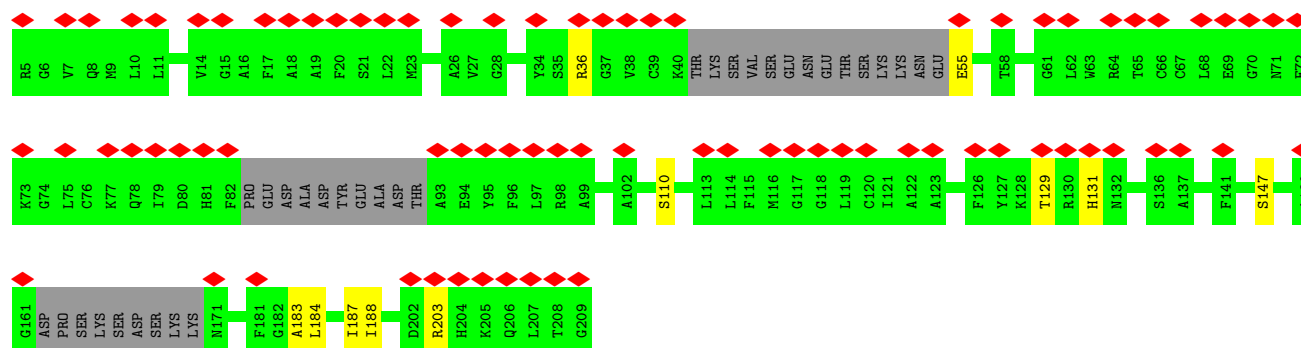 R5 G6 V7 Q8 M9 L10 L11 V14 G15 A16 F17 A18 A19 F20 S21 L22 M23 A26 V27 G28 Y34 S35 R36 G37 V38 C39 K40 THR LYS SER VAL SER GLU ASN GLU THR SER LYS LYS ASN GLU E55 T58 G61 L62 W63 R64 T65 C66 C67 L68 E69 G70 N71
K73 G74 L75 C76 K77 Q78 I79 D80 H81 F82 PRO GLU ASP ALA ASP TYR GLU ALA ASP THR A93 E94 Y95 F96 L97 R98 A99 A102 S110 L113 L114 F115 M116 G117 G118 L119 C120 I121 A122 A123 F126 Y127 K128 T129 R130 H131 N132 S136 A137 F141 S147
G161 ASP PRO SER LYS SER ASP SER LYS LYS N171 F181 G182 A183 L184 I187 I188 D202 R203 H204 K205 Q206 L207 T208 G209